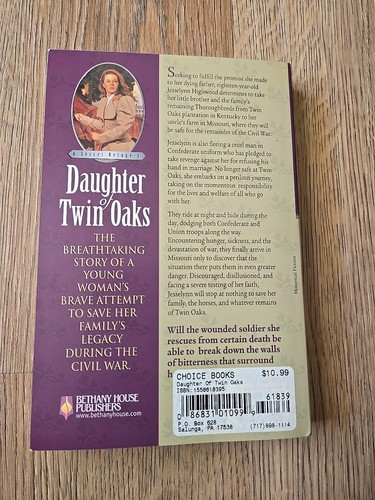 A Secret Refuge-1
Daughter
of
Twin Oaks
THE
BREATHTAKING
STORY OF A
YOUNG
WOMAN'S
BRAVE ATTEMPT
TO SAVE HER
FAMILY'S
LEGACY
DURING THE
CIVIL WAR.
BETHANY HOUSE
PUBLISHERS
www.bethanyhouse.com
Seeking to fulfill the promise she made
to her dying father, eighteen-year-old
Jesselynn Highwood determines to take
her little brother and the family's
remaining Thoroughbreds from Twin
Oaks plantation in Kentucky to her
uncle's farm in Missouri, where they will
be safe for the remainder of the Civil War.
Jesselynn is also fleeing a cruel man in
Confederate uniform who has pledged to
take revenge against her for refusing his
hand in marriage. No longer safe at Twin
Oaks, she embarks on a perilous journey,
taking on the momentous responsibility
for the lives and welfare of all who go
with her.
They ride at night and hide during the
day, dodging both Confederate and
Union troops along the way.
Encountering hunger, sickness, and the
devastation of war, they finally arrive in
Missouri only to discover that the
situation there puts them in even greater
danger. Discouraged, disillusioned, and
facing a severe testing of her faith,
Jesselynn will stop at nothing to save her
family, the horses, and whatever remains
of Twin Oaks.
Will the wounded soldier she
rescues from certain death be
able to break down the walls
of bitterness that surround
Historical Fiction
CHOICE BOOKS $10.99
Daughter Of Twin Oaks
ISBN:1556618395
61839
0 86831 01099 9
P.O. Box 628
Salunga, PA 17538 (717)898-1114